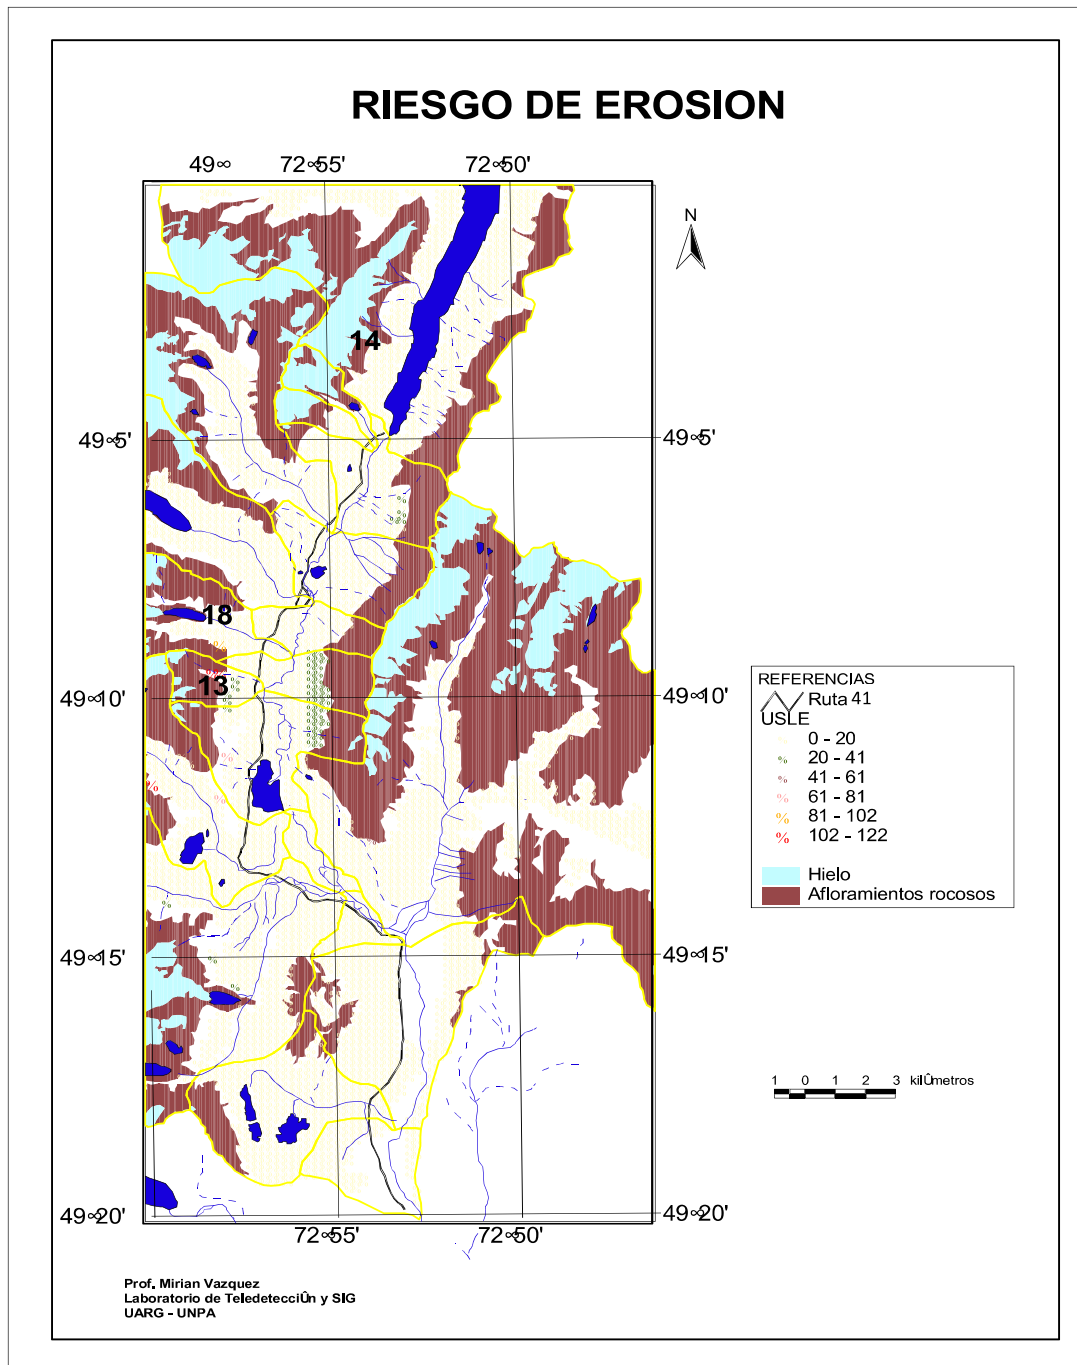 RIESGO DE EROSION
49∞ 72∞55' 72∞50'
N
14
49∞5' 49∞5'
18
13
49∞10' 49∞10'
REFERENCIAS
Ruta 41
USLE
0 - 20
% 20 - 41
% 41 - 61
% 61 - 81
% 81 - 102
% 102 - 122
Hielo
Afloramientos rocosos
49∞15' 49∞15'
1 0 1 2 3 kilÛmetros
49∞20' 49∞20'
72∞55' 72∞50'
Prof. Mirian Vazquez
Laboratorio de TeledetecciÛn y SIG
UARG - UNPA